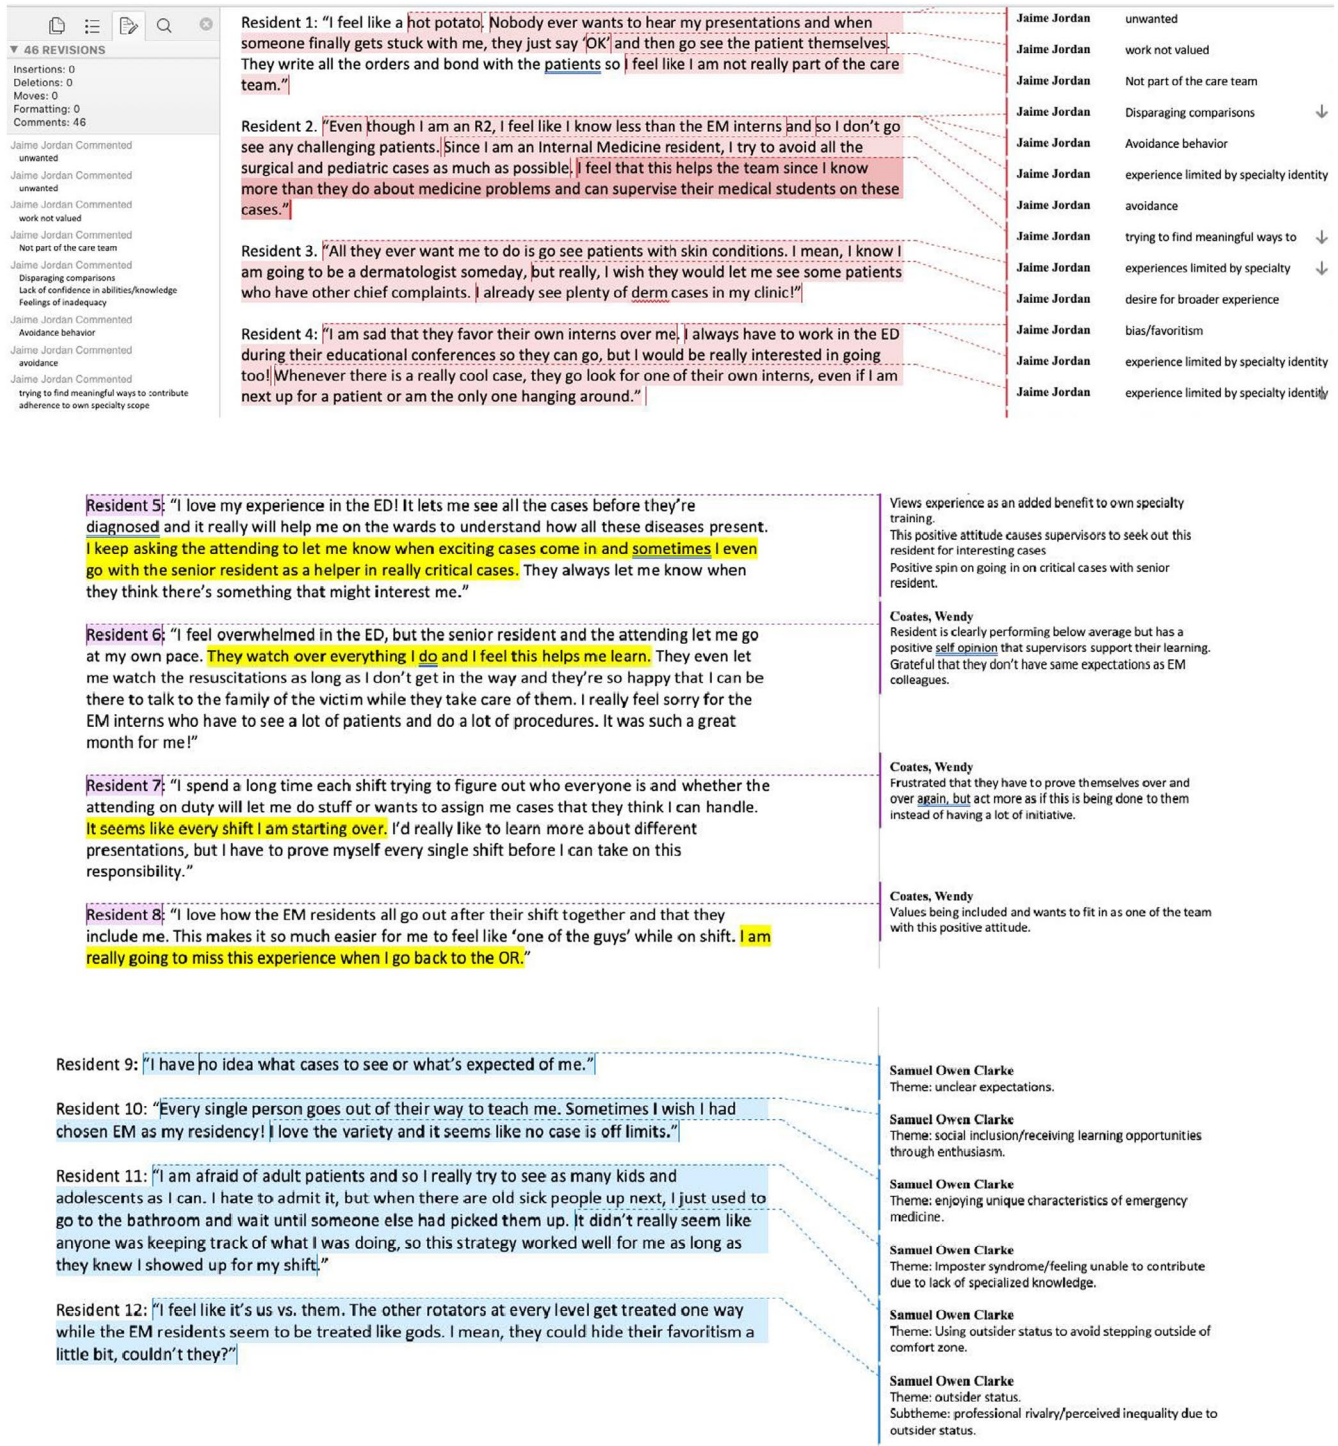 46 REVISIONS
Insertions: 0
Deletions: 0
Moves: 0
Formatting: 0
Comments: 46
Jaime Jordan Commented
unwanted
Jaime Jordan Commented
unwanted
Jaime Jordan Commented
work not valued
Jaime Jordan Commented
Not part of the care team
Jaime Jordan Commented
Disparaging comparisons
Lack of confidence in abilities/knowledge
Feelings of inadequacy
Jaime Jordan Commented
Avoidance behavior
Jaime Jordan Commented
avoidance
Jaime Jordan Commented
trying to find meaningful ways to contribute
adherence to own specialty scope
Resident 1: “I feel like a hot potato. Nobody ever wants to hear my presentations and when
someone finally gets stuck with me, they just say ‘OK’ and then go see the patient themselves.
They write all the orders and bond with the patients so I feel like I am not really part of the care
team.”
Resident 2. “Even though I am an R2, I feel like I know less than the EM interns and so I don’t go
see any challenging patients. Since I am an Internal Medicine resident, I try to avoid all the
surgical and pediatric cases as much as possible. I feel that this helps the team since I know
more than they do about medicine problems and can supervise their medical students on these
cases.”
Resident 3. “All they ever want me to do is go see patients with skin conditions. I mean, I know I
am going to be a dermatologist someday, but really, I wish they would let me see some patients
who have other chief complaints. I already see plenty of derm cases in my clinic!”
Resident 4: “I am sad that they favor their own interns over me. I always have to work in the ED
during their educational conferences so they can go, but I would be really interested in going
too! Whenever there is a really cool case, they go look for one of their own interns, even if I am
next up for a patient or am the only one hanging around.”
Jaime Jordan unwanted
Jaime Jordan work not valued
Jaime Jordan Not part of the care team
Jaime Jordan Disparaging comparisons
Jaime Jordan Avoidance behavior
Jaime Jordan experience limited by specialty identity
Jaime Jordan avoidance
Jaime Jordan trying to find meaningful ways to
Jaime Jordan experiences limited by specialty
Jaime Jordan desire for broader experience
Jaime Jordan bias/favoritism
Jaime Jordan experience limited by specialty identity
Jaime Jordan experience limited by specialty identity
Resident 5: “I love my experience in the ED! It lets me see all the cases before they’re
diagnosed and it really will help me on the wards to understand how all these diseases present.
I keep asking the attending to let me know when exciting cases come in and sometimes I even
go with the senior resident as a helper in really critical cases. They always let me know when
they think there’s something that might interest me.”
Resident 6: “I feel overwhelmed in the ED, but the senior resident and the attending let me go
at my own pace. They watch over everything I do and I feel this helps me learn. They even let
me watch the resuscitations as long as I don’t get in the way and they’re so happy that I can be
there to talk to the family of the victim while they take care of them. I really feel sorry for the
EM interns who have to see a lot of patients and do a lot of procedures. It was such a great
month for me!”
Resident 7: “I spend a long time each shift trying to figure out who everyone is and whether the
attending on duty will let me do stuff or wants to assign me cases that they think I can handle.
It seems like every shift I am starting over. I’d really like to learn more about different
presentations, but I have to prove myself every single shift before I can take on this
responsibility.”
Resident 8: “I love how the EM residents all go out after their shift together and that they
include me. This makes it so much easier for me to feel like ‘one of the guys’ while on shift. I am
really going to miss this experience when I go back to the OR.”
Views experience as an added benefit to own specialty
training.
This positive attitude causes supervisors to seek out this
resident for interesting cases
Positive spin on going in on critical cases with senior
resident.
Coates, Wendy
Resident is clearly performing below average but has a
positive self opinion that supervisors support their learning.
Grateful that they don’t have same expectations as EM
colleagues.
Coates, Wendy
Frustrated that they have to prove themselves over and
over again, but act more as if this is being done to them
instead of having a lot of initiative.
Coates, Wendy
Values being included and wants to fit in as one of the team
with this positive attitude.
Resident 9: “I have no idea what cases to see or what’s expected of me.”
Resident 10: “Every single person goes out of their way to teach me. Sometimes I wish I had
chosen EM as my residency! I love the variety and it seems like no case is off limits.”
Resident 11: “I am afraid of adult patients and so I really try to see as many kids and
adolescents as I can. I hate to admit it, but when there are old sick people up next, I just used to
go to the bathroom and wait until someone else had picked them up. It didn’t really seem like
anyone was keeping track of what I was doing, so this strategy worked well for me as long as
they knew I showed up for my shift.”
Resident 12: “I feel like it’s us vs. them. The other rotators at every level get treated one way
while the EM residents seem to be treated like gods. I mean, they could hide their favoritism a
little bit, couldn’t they?”
Samuel Owen Clarke
Theme: unclear expectations.
Samuel Owen Clarke
Theme: social inclusion/receiving learning opportunities
through enthusiasm.
Samuel Owen Clarke
Theme: enjoying unique characteristics of emergency
medicine.
Samuel Owen Clarke
Theme: Imposter syndrome/feeling unable to contribute
due to lack of specialized knowledge.
Samuel Owen Clarke
Theme: Using outsider status to avoid stepping outside of
comfort zone.
Samuel Owen Clarke
Theme: outsider status.
Subtheme: professional rivalry/perceived inequality due to
outsider status.